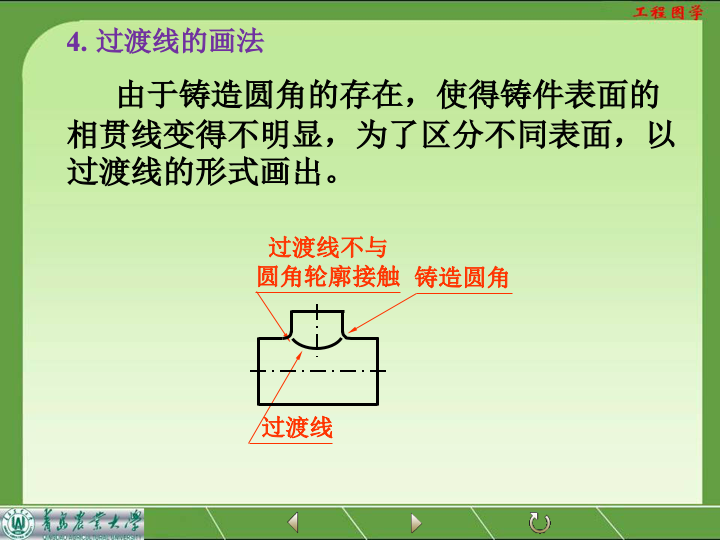 工程图学
4. 过渡线的画法
由于铸造圆角的存在，使得铸件表面的
相贯线变得不明显，为了区分不同表面，以
过渡线的形式画出。
过渡线不与
圆角轮廓接触
铸造圆角
过渡线
青岛农业大学